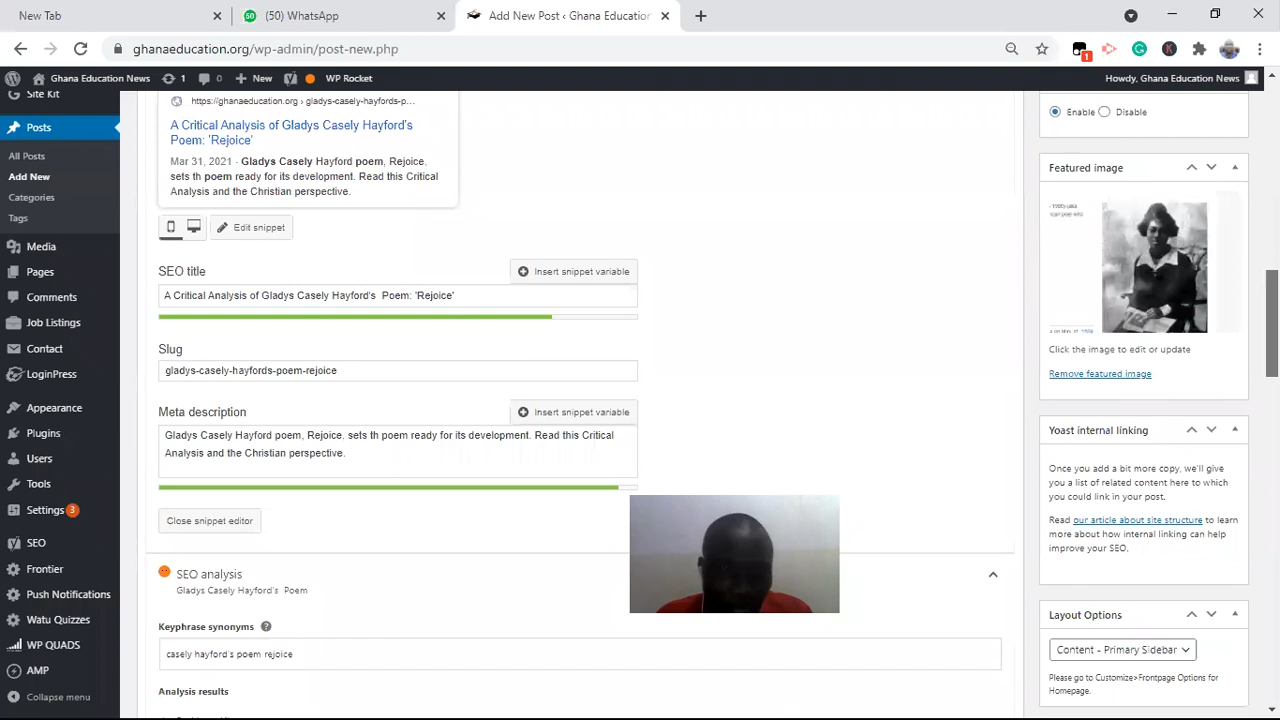 New Tab
(50) WhatsApp
Add New Post ‹ Ghana Education
ghanaeducation.org/wp-admin/post-new.php
1
Ghana Education News
1
0
New
WP Rocket
Howdy, Ghana Education News
Site Kit
Posts
All Posts
Add New
Categories
Tags
Media
Pages
Comments
Job Listings
Contact
LoginPress
Appearance
Plugins
Users
Tools
Settings 3
SEO
Frontier
Push Notifications
Watu Quizzes
WP QUADS
AMP
Collapse menu
https://ghanaeducation.org › gladys-casely-hayfords-p...
A Critical Analysis of Gladys Casely Hayford's
Poem: 'Rejoice'
Mar 31, 2021 - Gladys Casely Hayford poem, Rejoice,
sets th poem ready for its development. Read this Critical
Analysis and the Christian perspective.
Edit snippet
SEO title
Insert snippet variable
A Critical Analysis of Gladys Casely Hayford's Poem: 'Rejoice'
Slug
gladys-casely-hayfords-poem-rejoice
Meta description
Insert snippet variable
Gladys Casely Hayford poem, Rejoice, sets th poem ready for its development. Read this Critical
Analysis and the Christian perspective.
Close snippet editor
SEO analysis
Gladys Casely Hayford's Poem
Keyphrase synonyms
casely hayford's poem rejoice
Analysis results
Enable
Disable
Featured image
Click the image to edit or update
Remove featured image
Yoast internal linking
Once you add a bit more copy, we'll give
you a list of related content here to which
you could link in your post.
Read our article about site structure to learn
more about how internal linking can help
improve your SEO.
Layout Options
Content - Primary Sidebar
Please go to Customize>Frontpage Options for
Homepage.